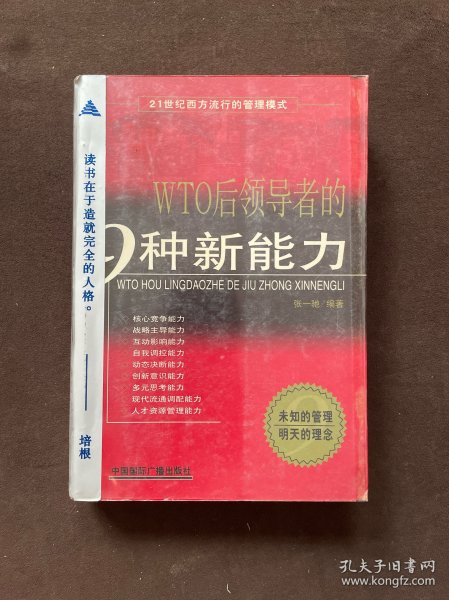 读书在于造就完全的人格。
培根
21世纪西方流行的管理模式
WTO后领导者的
9种新能力
WTO HOU LINGDAOZHE DE JIU ZHONG XINNENGLI
张一驰 编著
核心竞争能力
战略主导能力
互动影响能力
自我调控能力
动态决断能力
创新意识能力
多元思考能力
现代流通调配能力
人才资源管理能力
9
未知的管理
明天的理念
中国国际广播出版社
孔夫子旧书网
www.kongfz.com